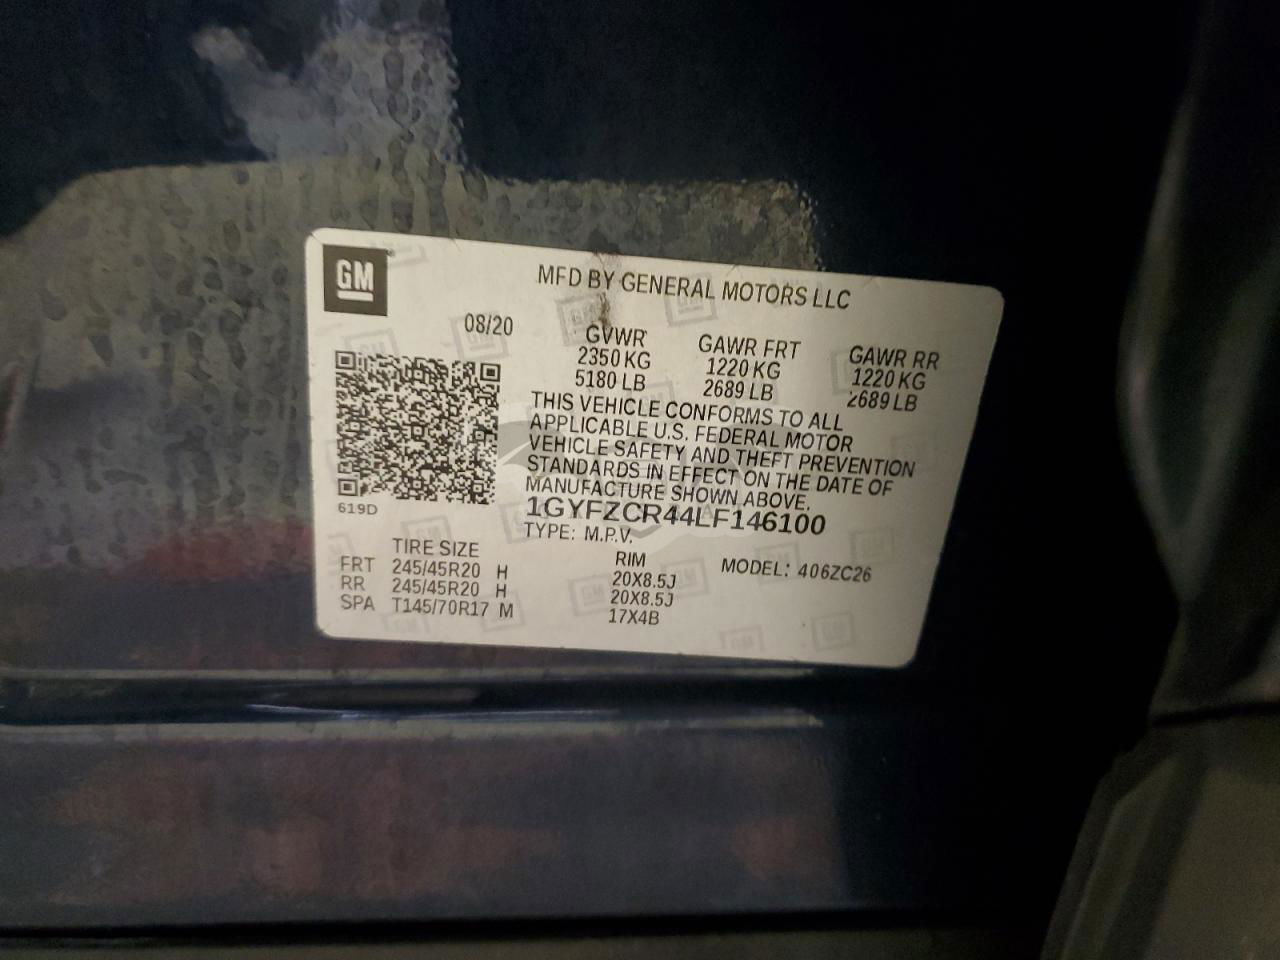 GM
MFD BY GENERAL MOTORS LLC
08/20
GVWR GAWR FRT GAWR RR
2350 KG 1220 KG 1220 KG
5180 LB 2689 LB 2689 LB
THIS VEHICLE CONFORMS TO ALL
APPLICABLE U.S. FEDERAL MOTOR
VEHICLE SAFETY AND THEFT PREVENTION
STANDARDS IN EFFECT ON THE DATE OF
MANUFACTURE SHOWN ABOVE.
619D
1GYFZCR44LF146100
TYPE: M.P.V.
TIRE SIZE RIM MODEL: 406ZC26
FRT 245/45R20 H 20X8.5J
RR 245/45R20 H 20X8.5J
SPA T145/70R17 M 17X4B